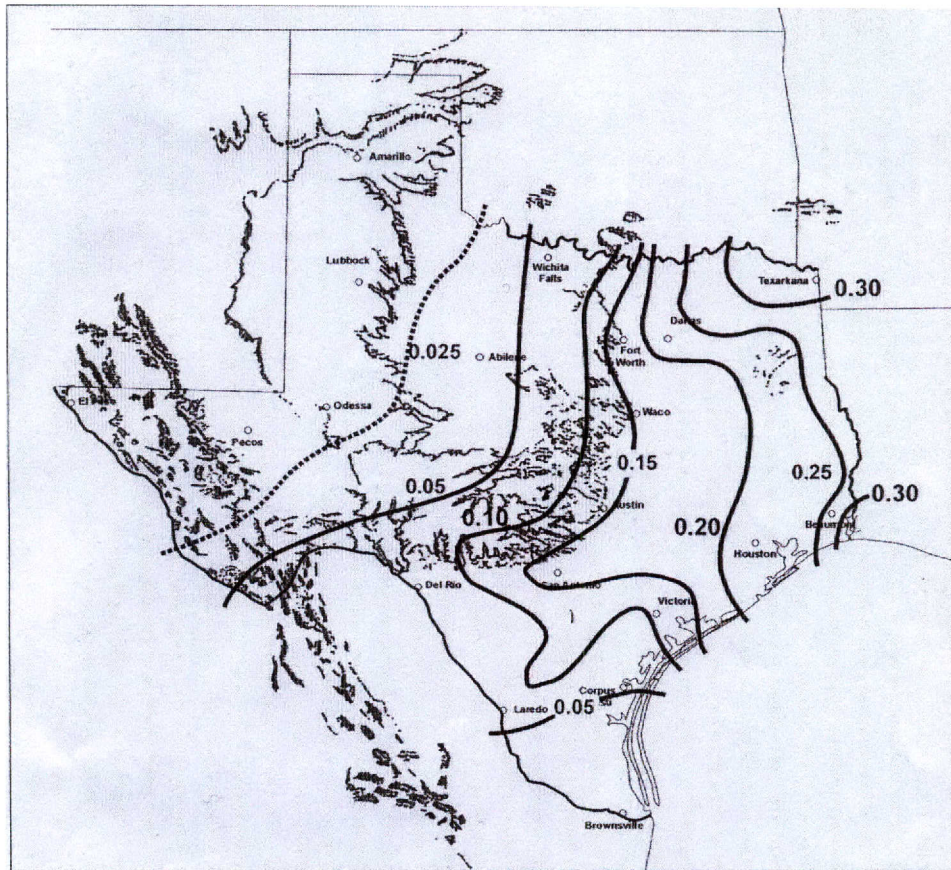 Amarillo
Lubbock
Wichita
Falls
Texarkana
0.30
Dallas
0.025
Abilene
Fort
Worth
El
Odessa
Waco
Pecos
0.15
0.05
0.25
0.30
0.10
Austin
0.20
Beaumont
Houston
Del Rio
San Antonio
Victoria
Corpus
Laredo
0.05
Brownsville